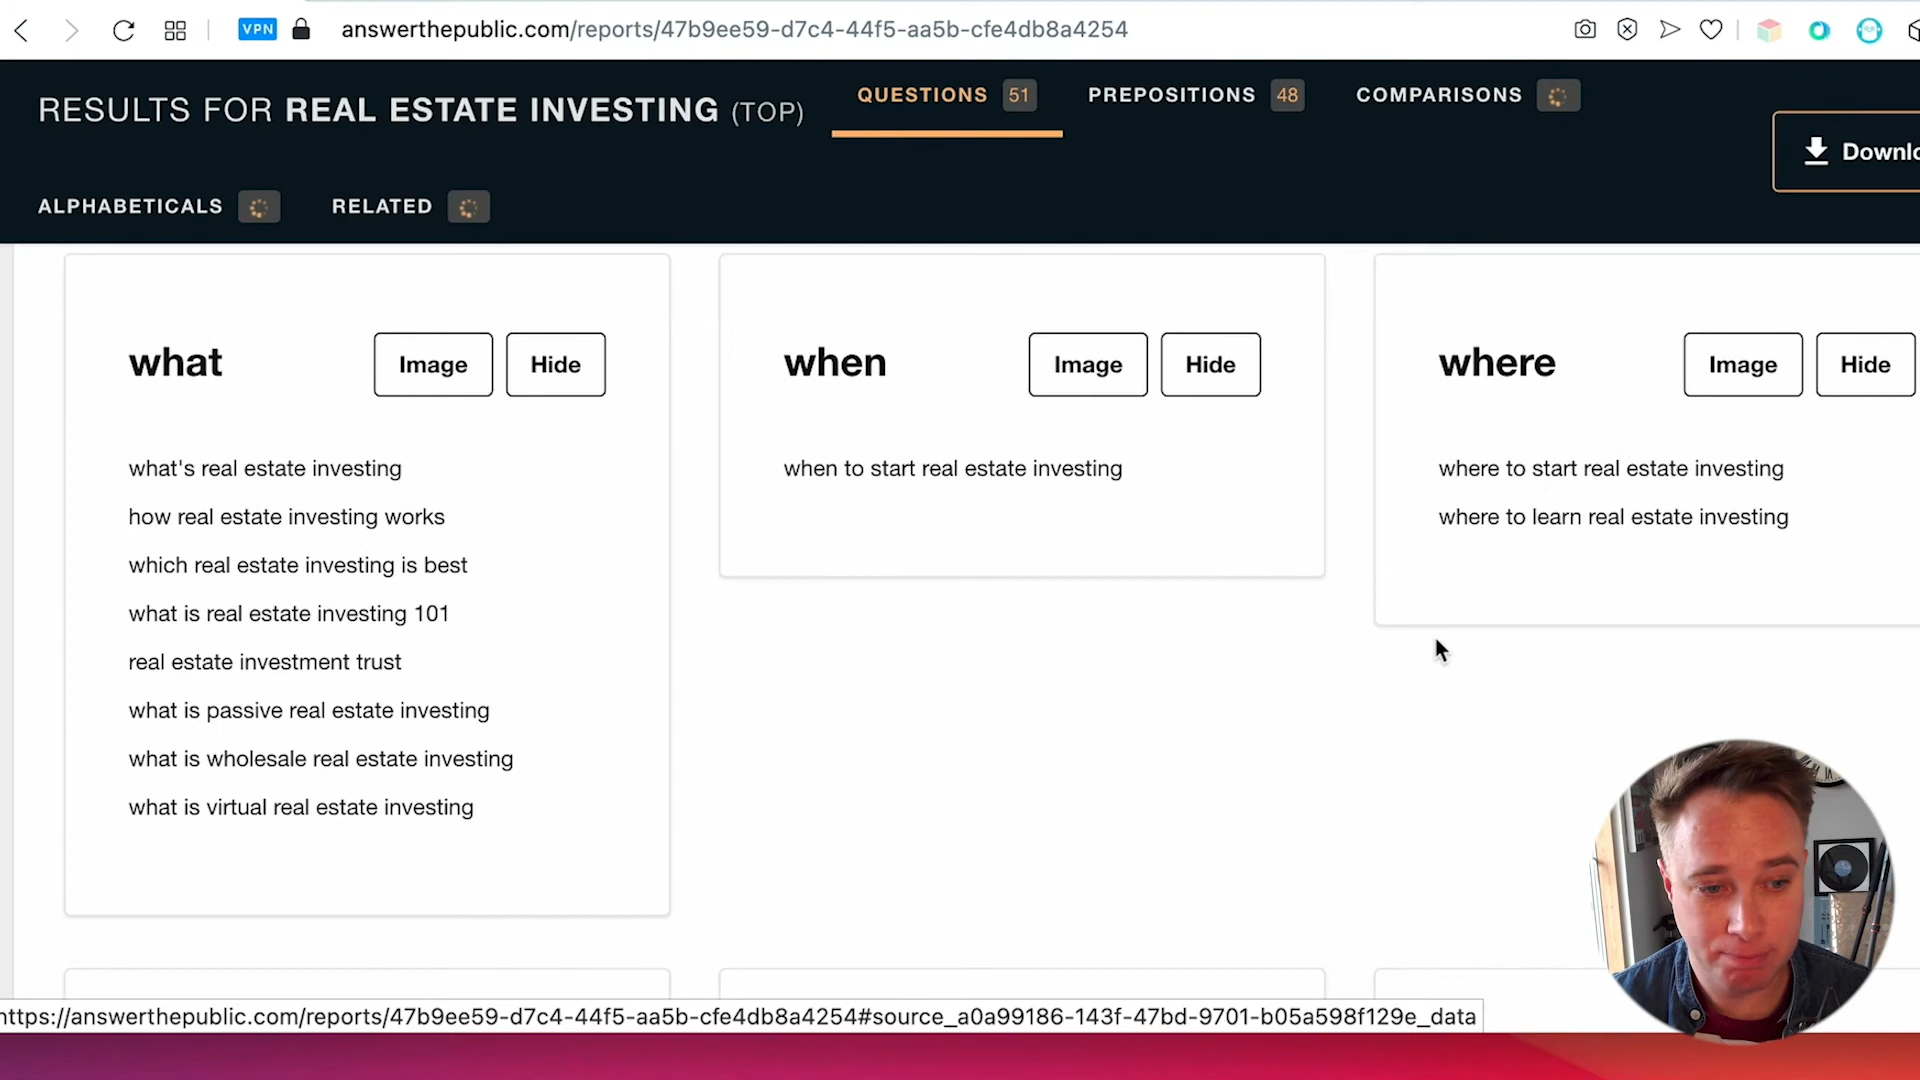 VPN
answerthepublic.com/reports/47b9ee59-d7c4-44f5-aa5b-cfe4db8a4254
RESULTS FOR REAL ESTATE INVESTING (TOP)
QUESTIONS 51
PREPOSITIONS 48
COMPARISONS
Downlo
ALPHABETICALS
RELATED
what
Image
Hide
what's real estate investing
how real estate investing works
which real estate investing is best
what is real estate investing 101
real estate investment trust
what is passive real estate investing
what is wholesale real estate investing
what is virtual real estate investing
when
Image
Hide
when to start real estate investing
where
Image
Hide
where to start real estate investing
where to learn real estate investing
https://answerthepublic.com/reports/47b9ee59-d7c4-44f5-aa5b-cfe4db8a4254#source_a0a99186-143f-47bd-9701-b05a598f129e_data